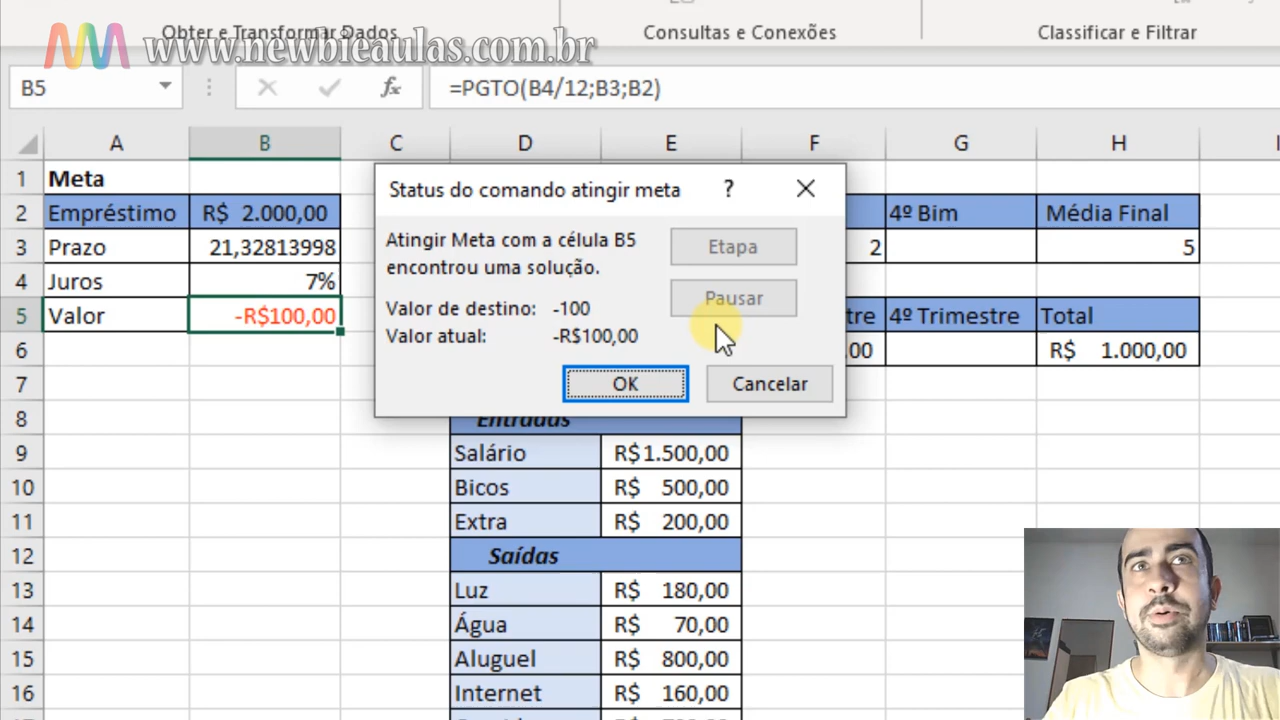 Obter e Transformar Dados
Consultas e Conexões
Classificar e Filtrar
www.newbieaulas.com.br
B5
fx
=PGTO(B4/12;B3;B2)
A B C D E F G H I
1 Meta
2 Empréstimo R$ 2.000,00 4º Bim Média Final
3 Prazo 21,32813998 2 5
4 Juros 7%
5 Valor -R$100,00 tre 4º Trimestre Total
6 00 R$ 1.000,00
7
8 Entradas
9 Salário R$1.500,00
10 Bicos R$ 500,00
11 Extra R$ 200,00
12 Saídas
13 Luz R$ 180,00
14 Água R$ 70,00
15 Aluguel R$ 800,00
16 Internet R$ 160,00
Status do comando atingir meta ?
Atingir Meta com a célula B5
encontrou uma solução.
Valor de destino: -100
Valor atual: -R$100,00
Etapa
Pausar
OK
Cancelar